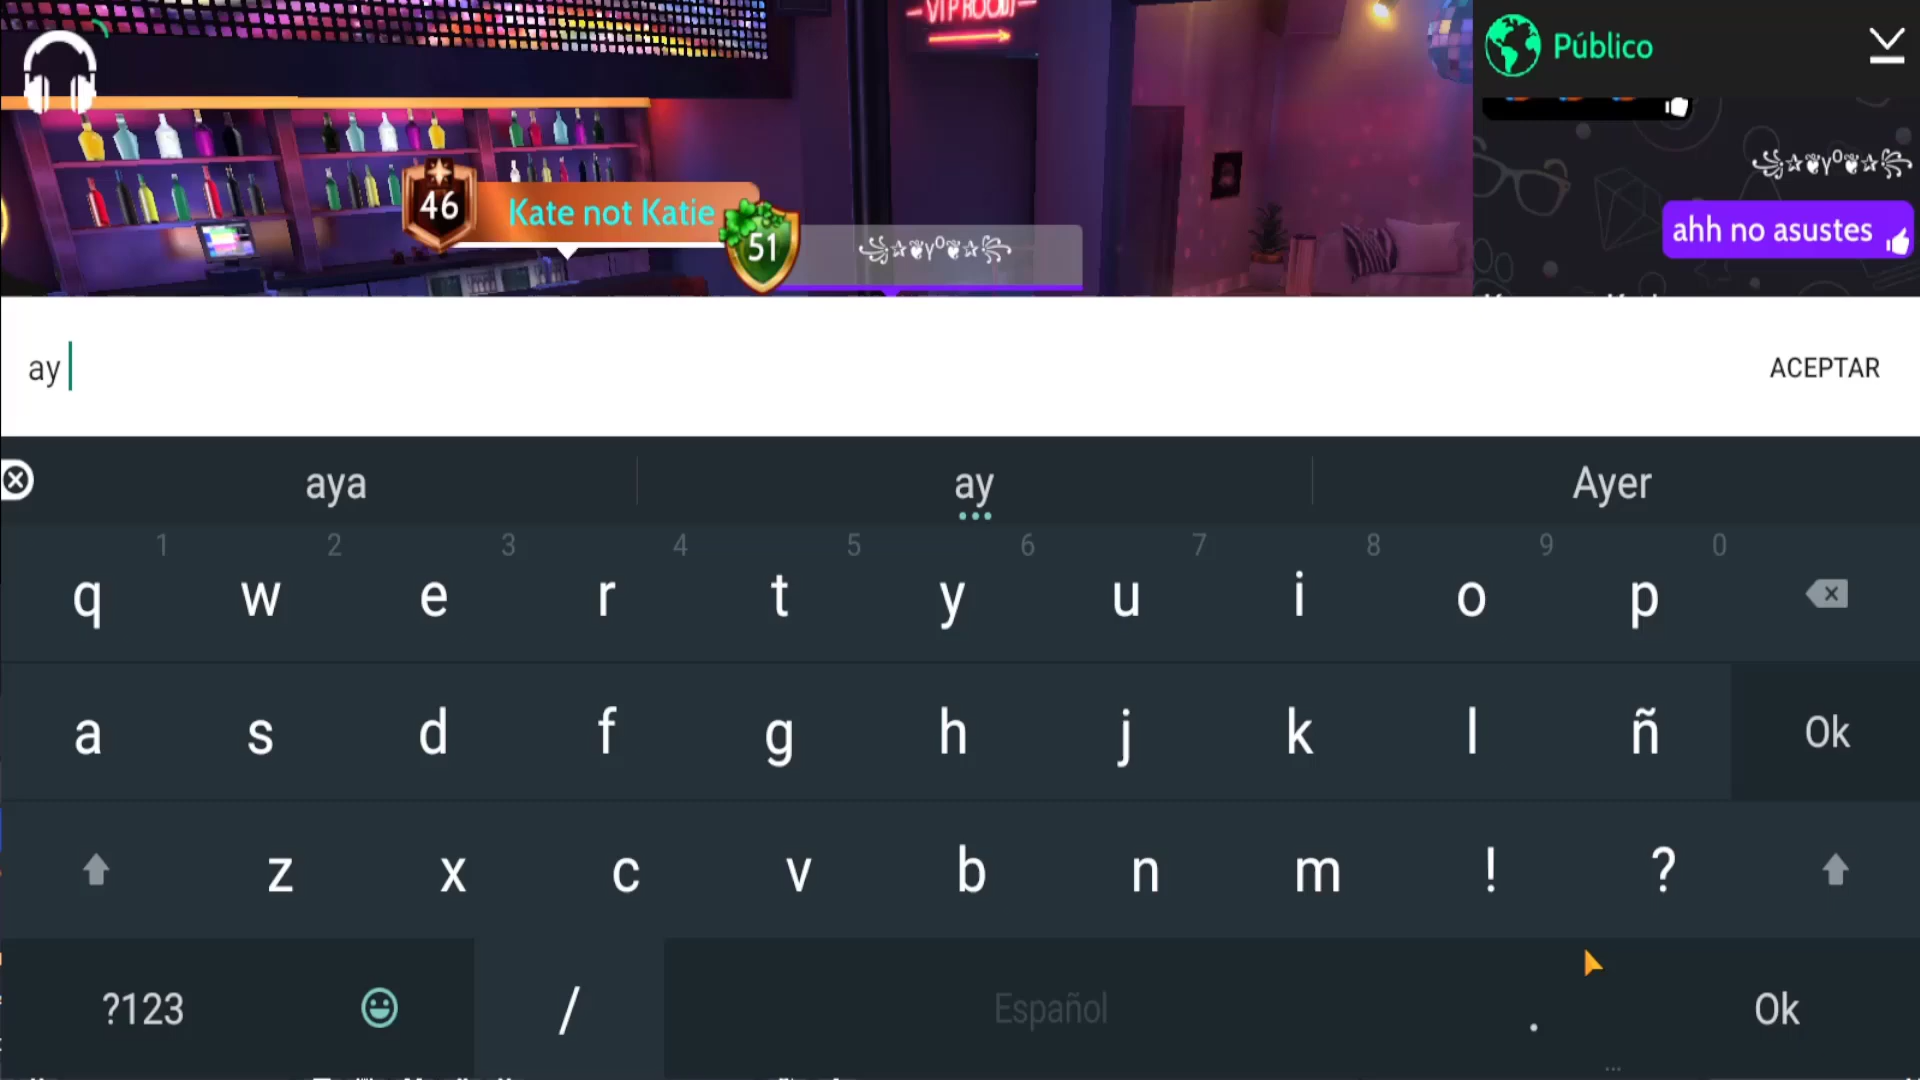 VIP ROOM
Público
46
Kate not Katie
51
ahh no asustes
ay
ACEPTAR
aya
ay
Ayer
1 2 3 4 5 6 7 8 9 0
q w e r t y u i o p
a s d f g h j k l ñ Ok
z x c v b n m ! ?
?123 / Español . Ok